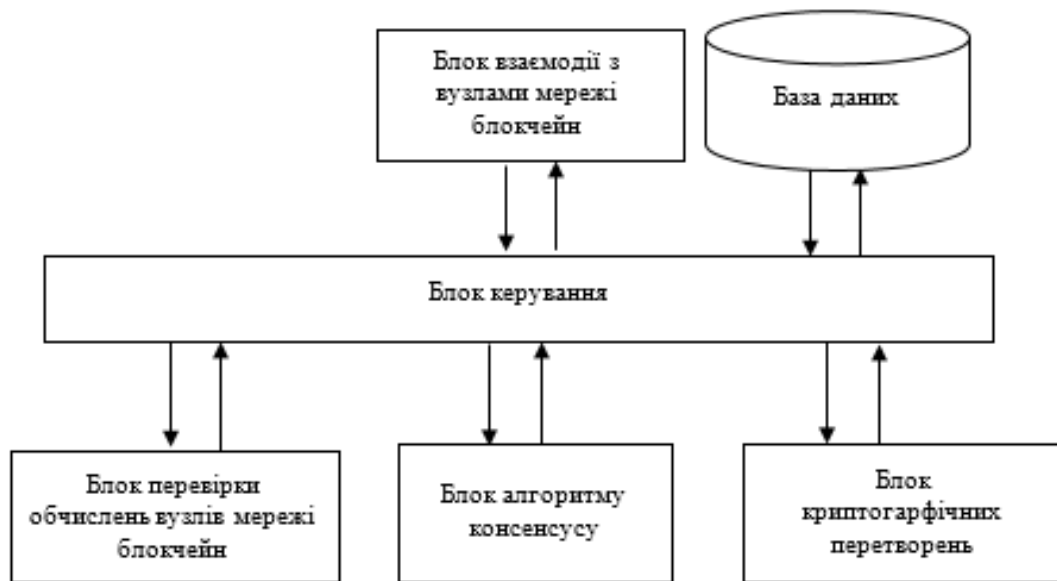 Блок взаємодії з
вузлами мережі
блокчейн
База даних
Блок керування
Блок перевірки
обчислень вузлів мережі
блокчейн
Блок алгоритму
консенсусу
Блок
криптогарфічних
перетворень